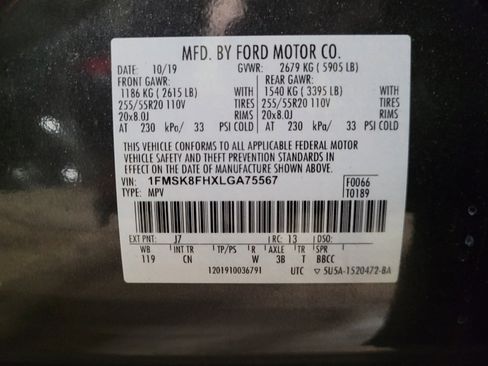 MFD. BY FORD MOTOR CO.
DATE: 10/19 GVWR: 2679 KG ( 5905 LB)
FRONT GAWR: REAR GAWR:
1186 KG ( 2615 LB) WITH 1540 KG ( 3395 LB) WITH
255/55R20 110V TIRES 255/55R20 110V TIRES
20x8.0J RIMS 20x8.0J RIMS
AT 230 kPa/ 33 PSI COLD AT 230 kPa/ 33 PSI COLD
THIS VEHICLE CONFORMS TO ALL APPLICABLE FEDERAL MOTOR
VEHICLE SAFETY AND THEFT PREVENTION STANDARDS IN
EFFECT ON THE DATE OF MANUFACTURE SHOWN ABOVE.
VIN: 1FMSK8FHXLGA75567 F0066
TYPE: MPV T0189
EXT PNT: J7 RC: 13 DSO:
WB INT TR TP/PS R AXLE TR SPR
119 CN W 3B T BBCC
1201910036791 UTC 5U5A-1520472-BA